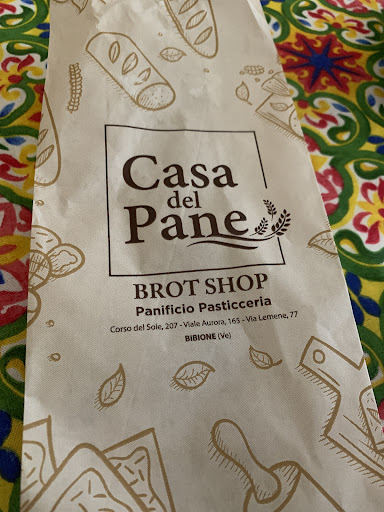 Casa
del
Pane
BROT SHOP
Panificio Pasticceria
Corso del Sole, 207 - Viale Aurora, 165 - Via Lemene, 77
BIBIONE (Ve)